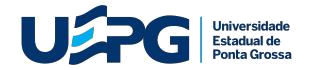 UEPG
Universidade
Estadual de
Ponta Grossa